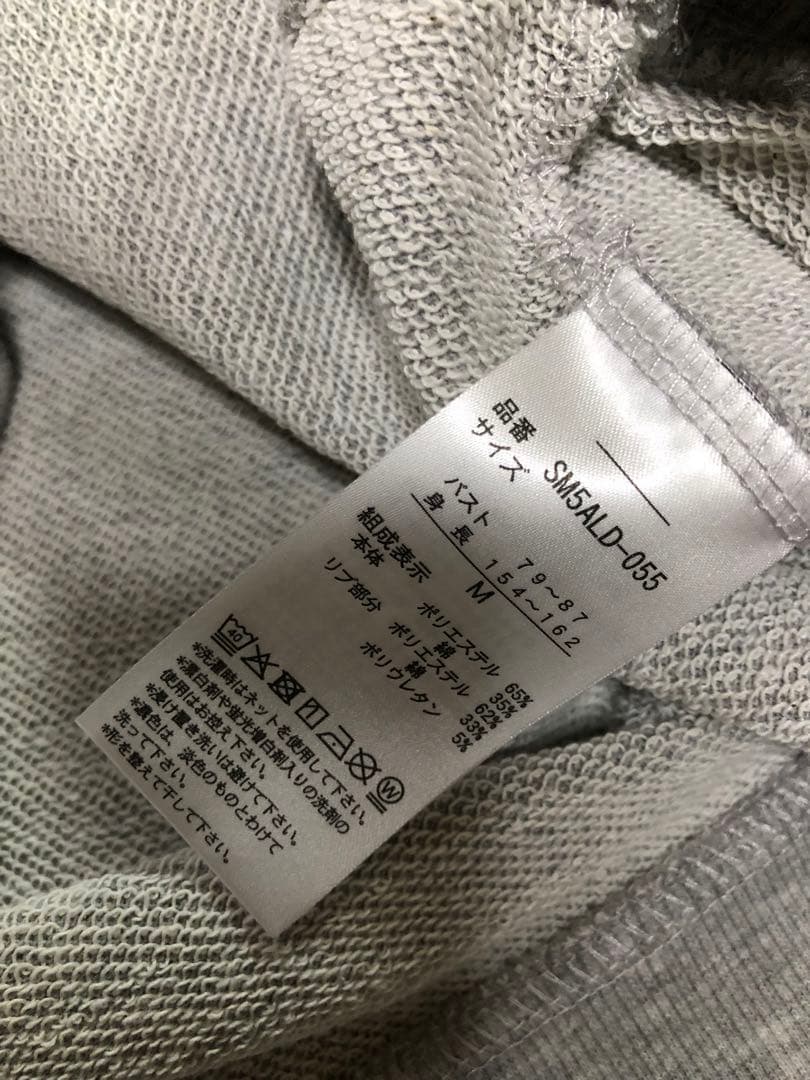 品番 SM5ALD-055
サイズ
バスト 79~87
身長 154~162
M
組成表示
本体 ポリエステル 65%
綿 35%
リブ部分 ポリエステル 62%
綿 33%
ポリウレタン 5%
40 W
*洗濯時はネットを使用して下さい。
*漂白剤や蛍光増白剤入りの洗剤の
使用はお控え下さい。
*浸け置き洗いは避けて下さい。
*濃色は、淡色のものとわけて
洗って下さい。
*形を整えて干して下さい。